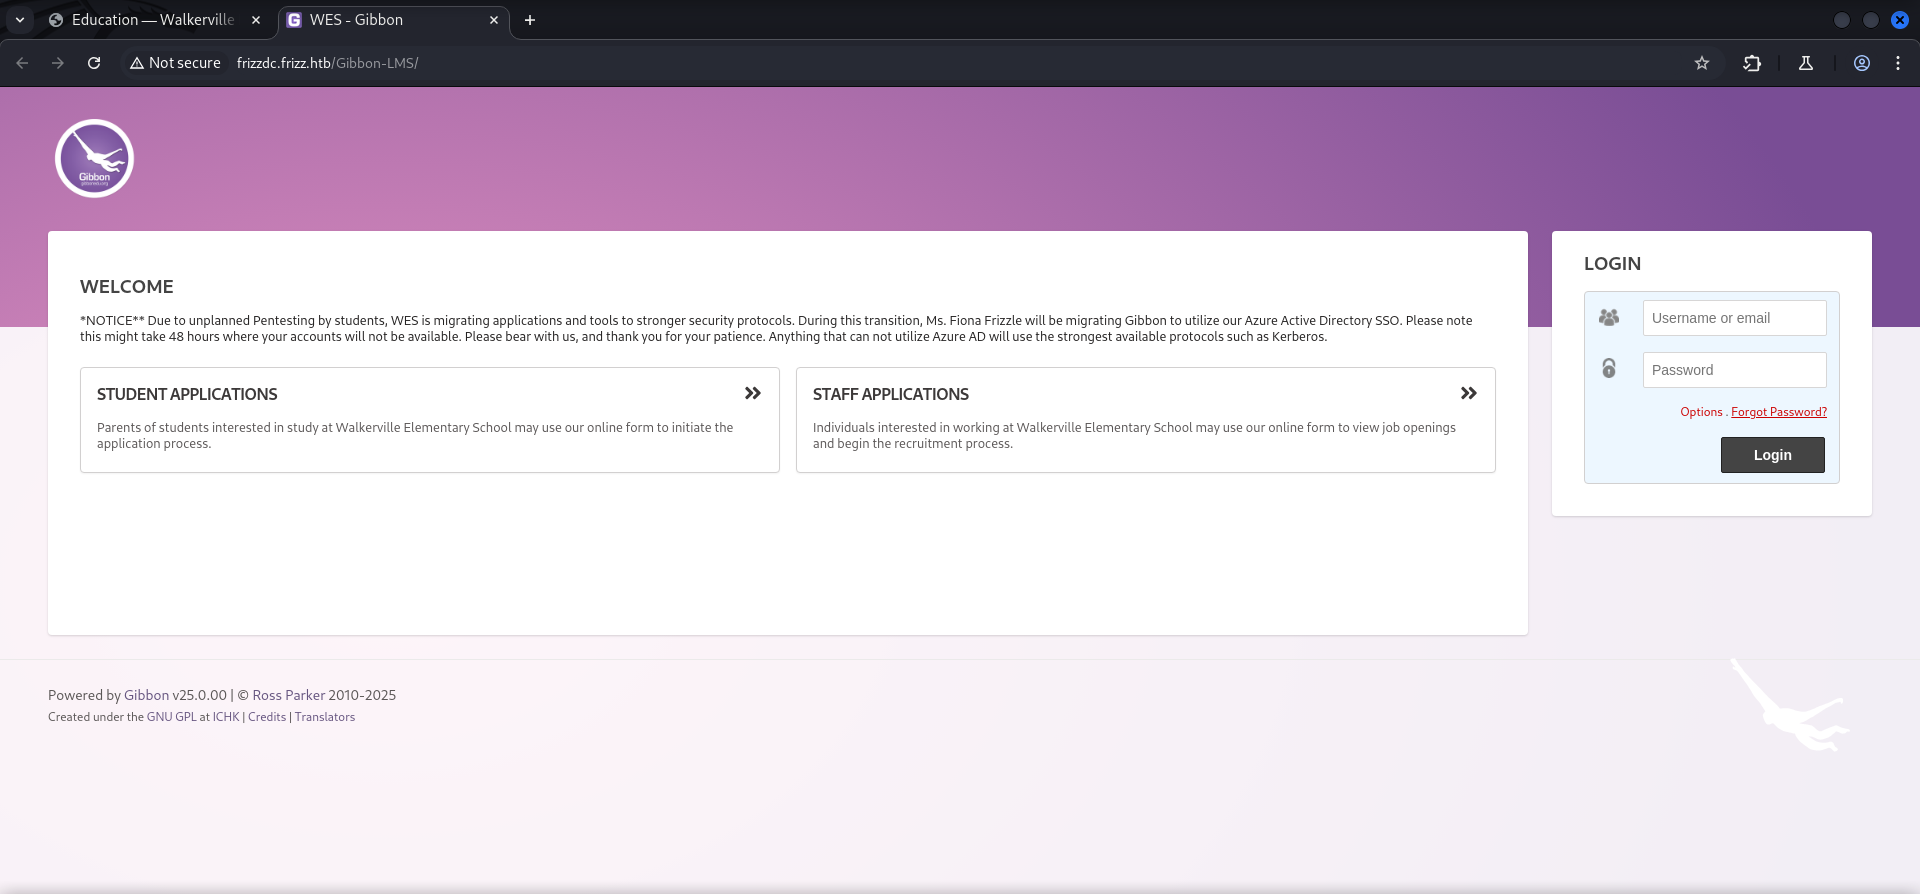 Education — Walkerville
WES - Gibbon
Not secure
frizzdc.frizz.htb/Gibbon-LMS/
Gibbon
gibbonedu.org
WELCOME
*NOTICE** Due to unplanned Pentesting by students, WES is migrating applications and tools to stronger security protocols. During this transition, Ms. Fiona Frizzle will be migrating Gibbon to utilize our Azure Active Directory SSO. Please note
this might take 48 hours where your accounts will not be available. Please bear with us, and thank you for your patience. Anything that can not utilize Azure AD will use the strongest available protocols such as Kerberos.
STUDENT APPLICATIONS
Parents of students interested in study at Walkerville Elementary School may use our online form to initiate the
application process.
STAFF APPLICATIONS
Individuals interested in working at Walkerville Elementary School may use our online form to view job openings
and begin the recruitment process.
LOGIN
Username or email
Password
Options . Forgot Password?
Login
Powered by Gibbon v25.0.00 | © Ross Parker 2010-2025
Created under the GNU GPL at ICHK | Credits | Translators